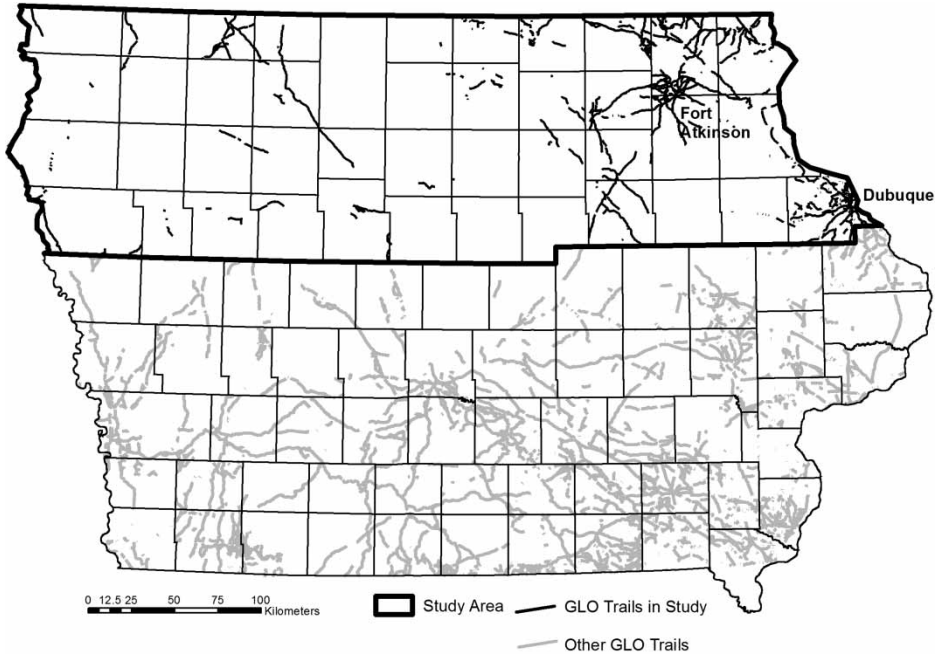 Fort
Atkinson
Dubuque
0 12.5 25 50 75 100
Kilometers
Study Area
GLO Trails in Study
Other GLO Trails